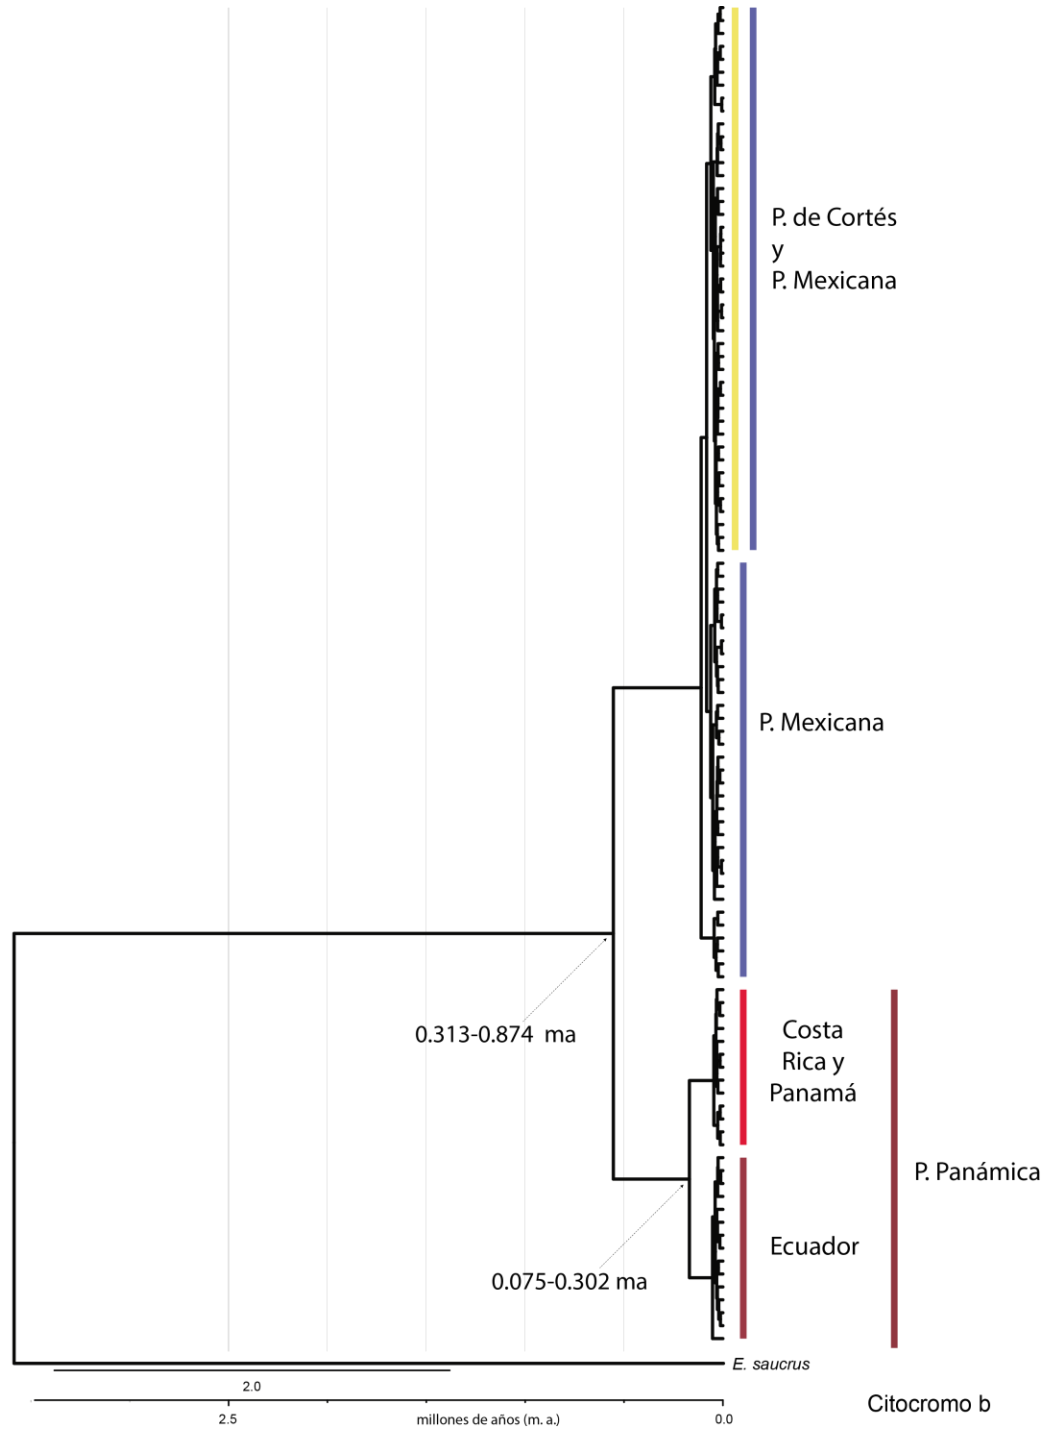 P. de Cortés
y
P. Mexicana
P. Mexicana
0.313-0.874 ma
Costa
Rica y
Panamá
P. Panámica
Ecuador
0.075-0.302 ma
E. saucrus
2.0
Citocromo b
2.5
millones de años (m. a.)
0.0